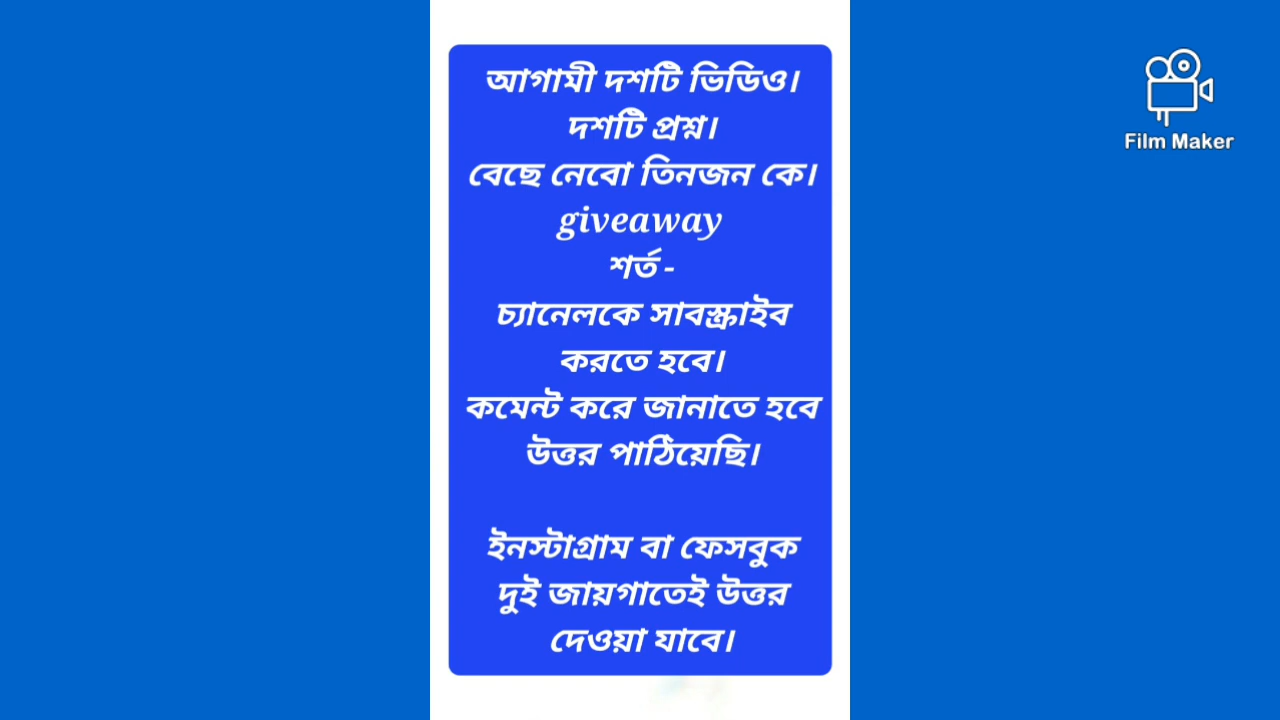 আগামী দশটি ভিডিও।
দশটি প্রশ্ন।
বেছে নেবো তিনজন কে।
giveaway
শর্ত -
চ্যানেলকে সাবস্ক্রাইব
করতে হবে।
কমেন্ট করে জানাতে হবে
উত্তর পাঠিয়েছি।
ইনস্টাগ্রাম বা ফেসবুক
দুই জায়গাতেই উত্তর
দেওয়া যাবে।
Film Maker